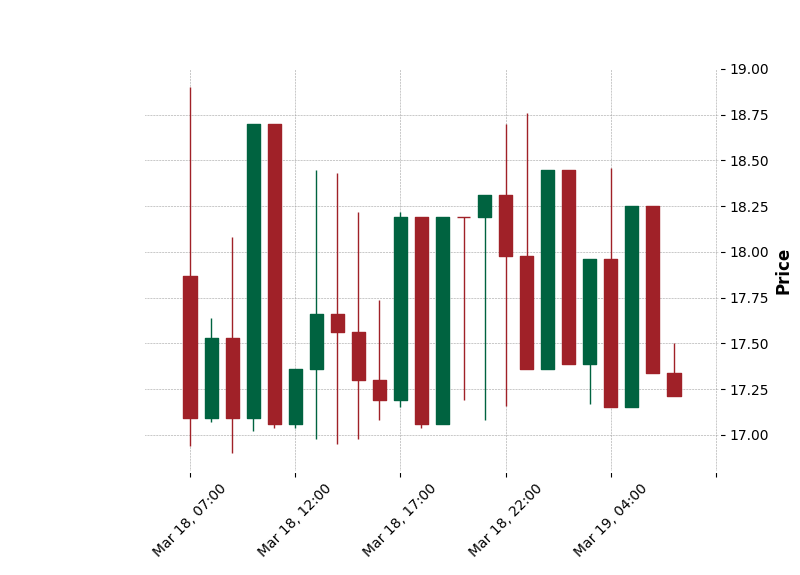 19.00
18.75
18.50
18.25
18.00
17.75
17.50
17.25
17.00
Price
Mar 18, 07:00
Mar 18, 12:00
Mar 18, 17:00
Mar 18, 22:00
Mar 19, 04:00